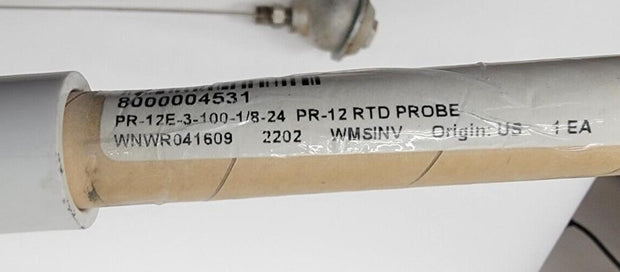 8000004531
PR-12E-3-100-1/8-24 PR-12 RTD PROBE
WNWR041609 2202 WMSINV Origin: US 1 EA